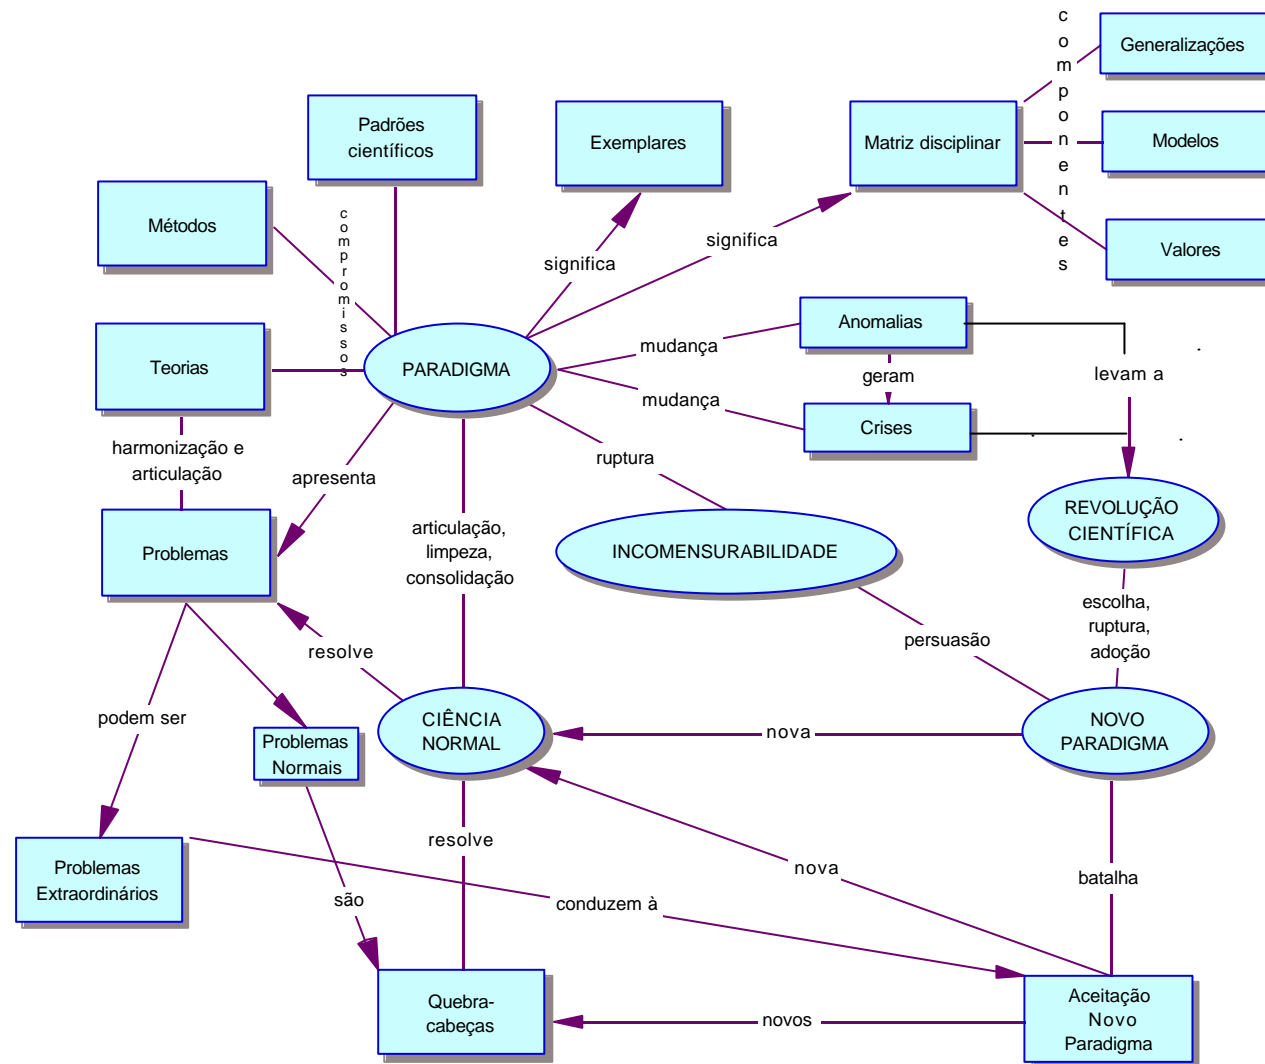 componentes
Generalizações
Padrões
científicos
Exemplares
Matriz disciplinar
Modelos
Métodos
compromissos
significa
significa
Valores
Teorias
PARADIGMA
mudança
Anomalias
geram
levam a
mudança
Crises
harmonização e
articulação
apresenta
ruptura
REVOLUÇÃO
CIENTÍFICA
Problemas
articulação,
limpeza,
consolidação
INCOMENSURABILIDADE
escolha,
ruptura,
adoção
resolve
persuasão
podem ser
Problemas
Normais
CIÊNCIA
NORMAL
nova
NOVO
PARADIGMA
resolve
Problemas
Extraordinários
são
conduzem à
nova
batalha
Quebra-
cabeças
novos
Aceitação
Novo
Paradigma